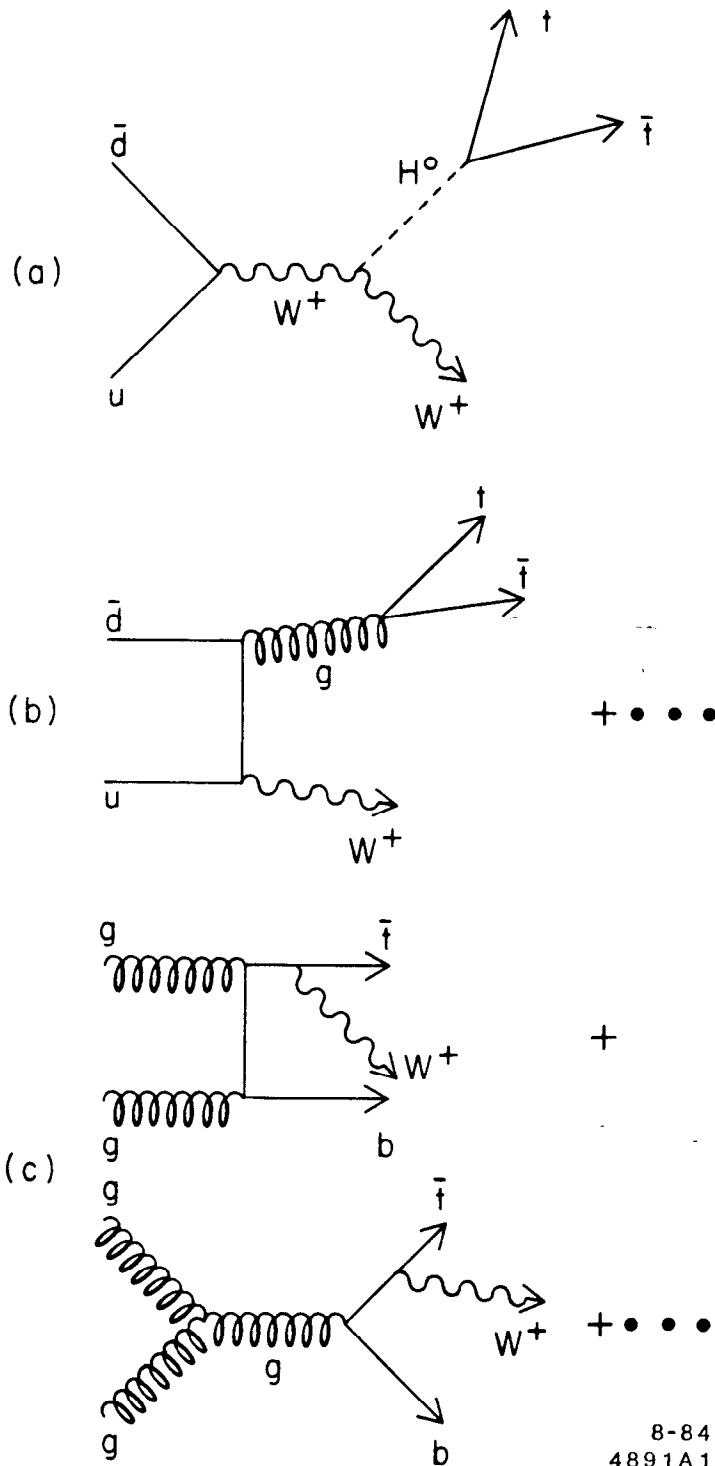 t
t̄
d̄
H°
(a)
W⁺
u
W⁺
t
t̄
d̄
g
(b)
+ • • •
u
W⁺
g
t̄
W⁺
+
g
b
(c)
g
t̄
g
W⁺
+ • • •
g
b
8-84
4891A1